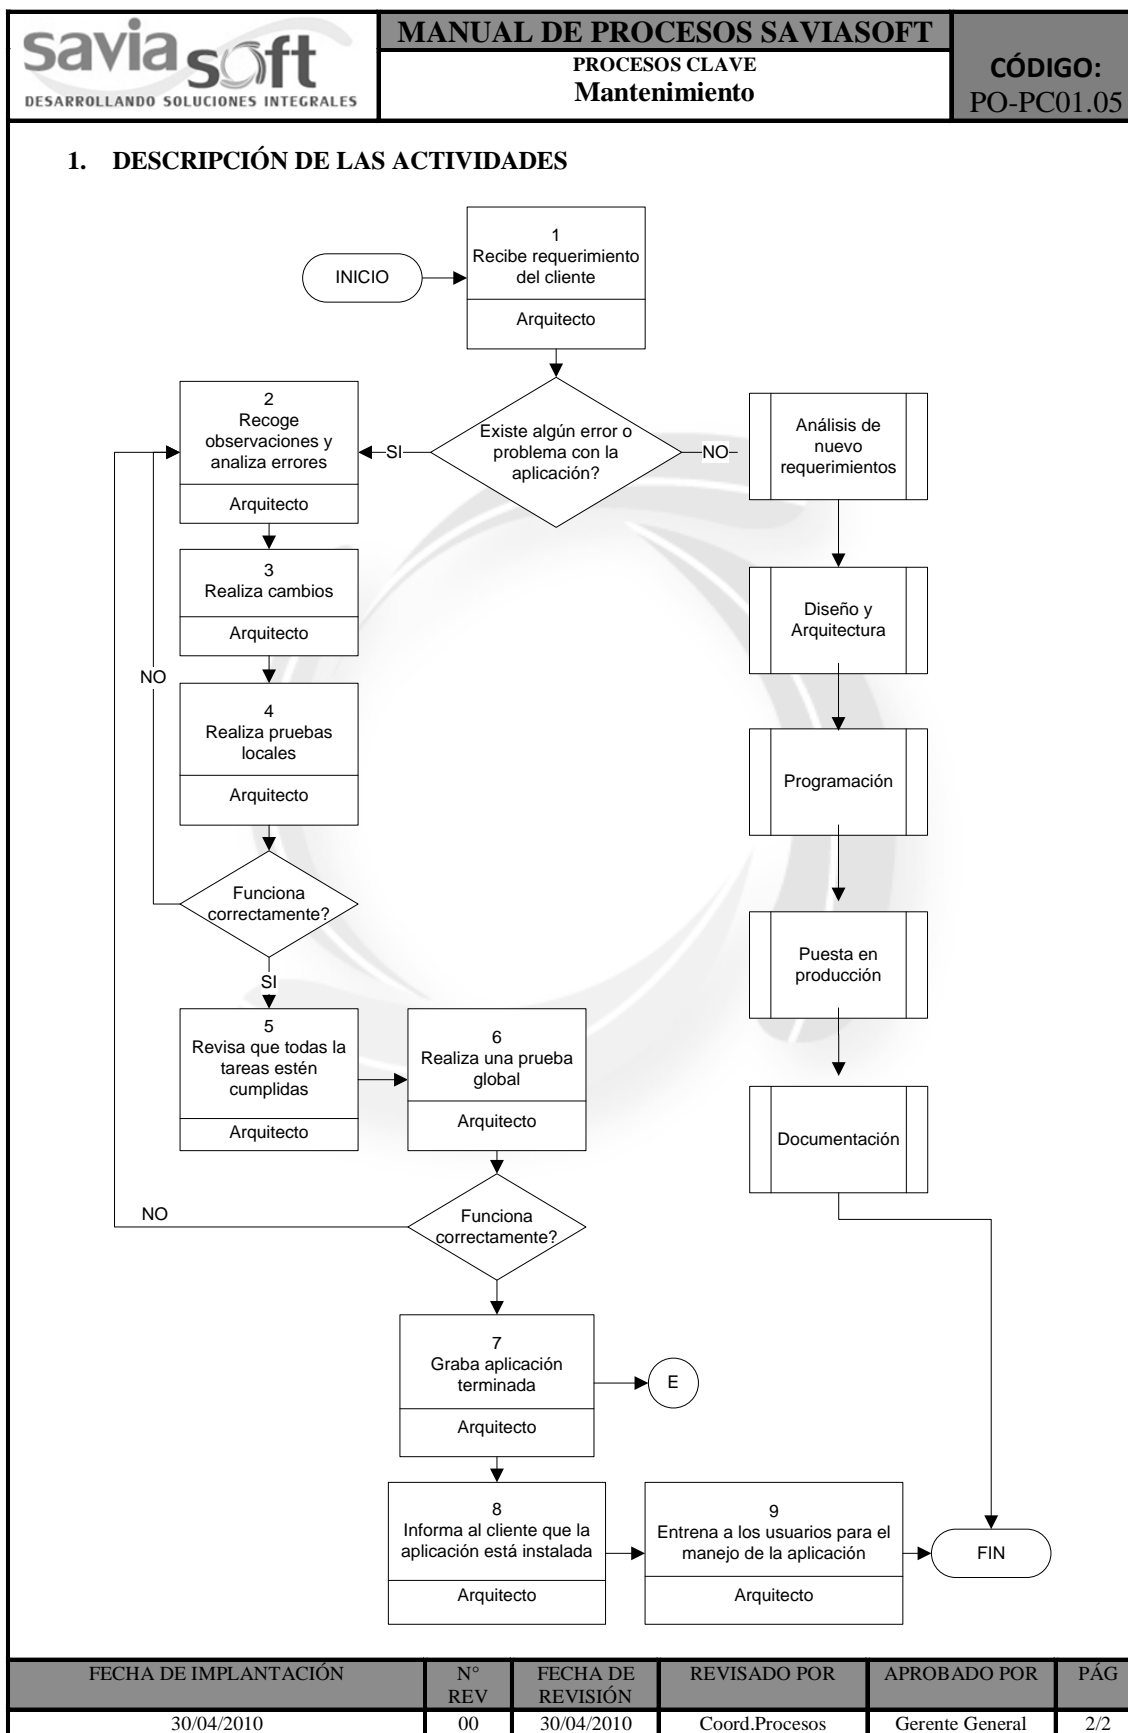 savia soft
DESARROLLANDO SOLUCIONES INTEGRALES
MANUAL DE PROCESOS SAVIASOFT
PROCESOS CLAVE
Mantenimiento
CÓDIGO:
PO-PC01.05
1. DESCRIPCIÓN DE LAS ACTIVIDADES
INICIO
1
Recibe requerimiento
del cliente
Arquitecto
Existe algún error o
problema con la
aplicación?
SI
NO
2
Recoge
observaciones y
analiza errores
Arquitecto
Análisis de
nuevo
requerimientos
3
Realiza cambios
Arquitecto
Diseño y
Arquitectura
NO
4
Realiza pruebas
locales
Arquitecto
Programación
Funciona
correctamente?
SI
Puesta en
producción
5
Revisa que todas la
tareas estén
cumplidas
Arquitecto
6
Realiza una prueba
global
Arquitecto
Documentación
NO
Funciona
correctamente?
7
Graba aplicación
terminada
Arquitecto
E
8
Informa al cliente que la
aplicación está instalada
Arquitecto
9
Entrena a los usuarios para el
manejo de la aplicación
Arquitecto
FIN
FECHA DE IMPLANTACIÓN
N°
REV
FECHA DE
REVISIÓN
REVISADO POR
APROBADO POR
PÁG
30/04/2010
00
30/04/2010
Coord.Procesos
Gerente General
2/2